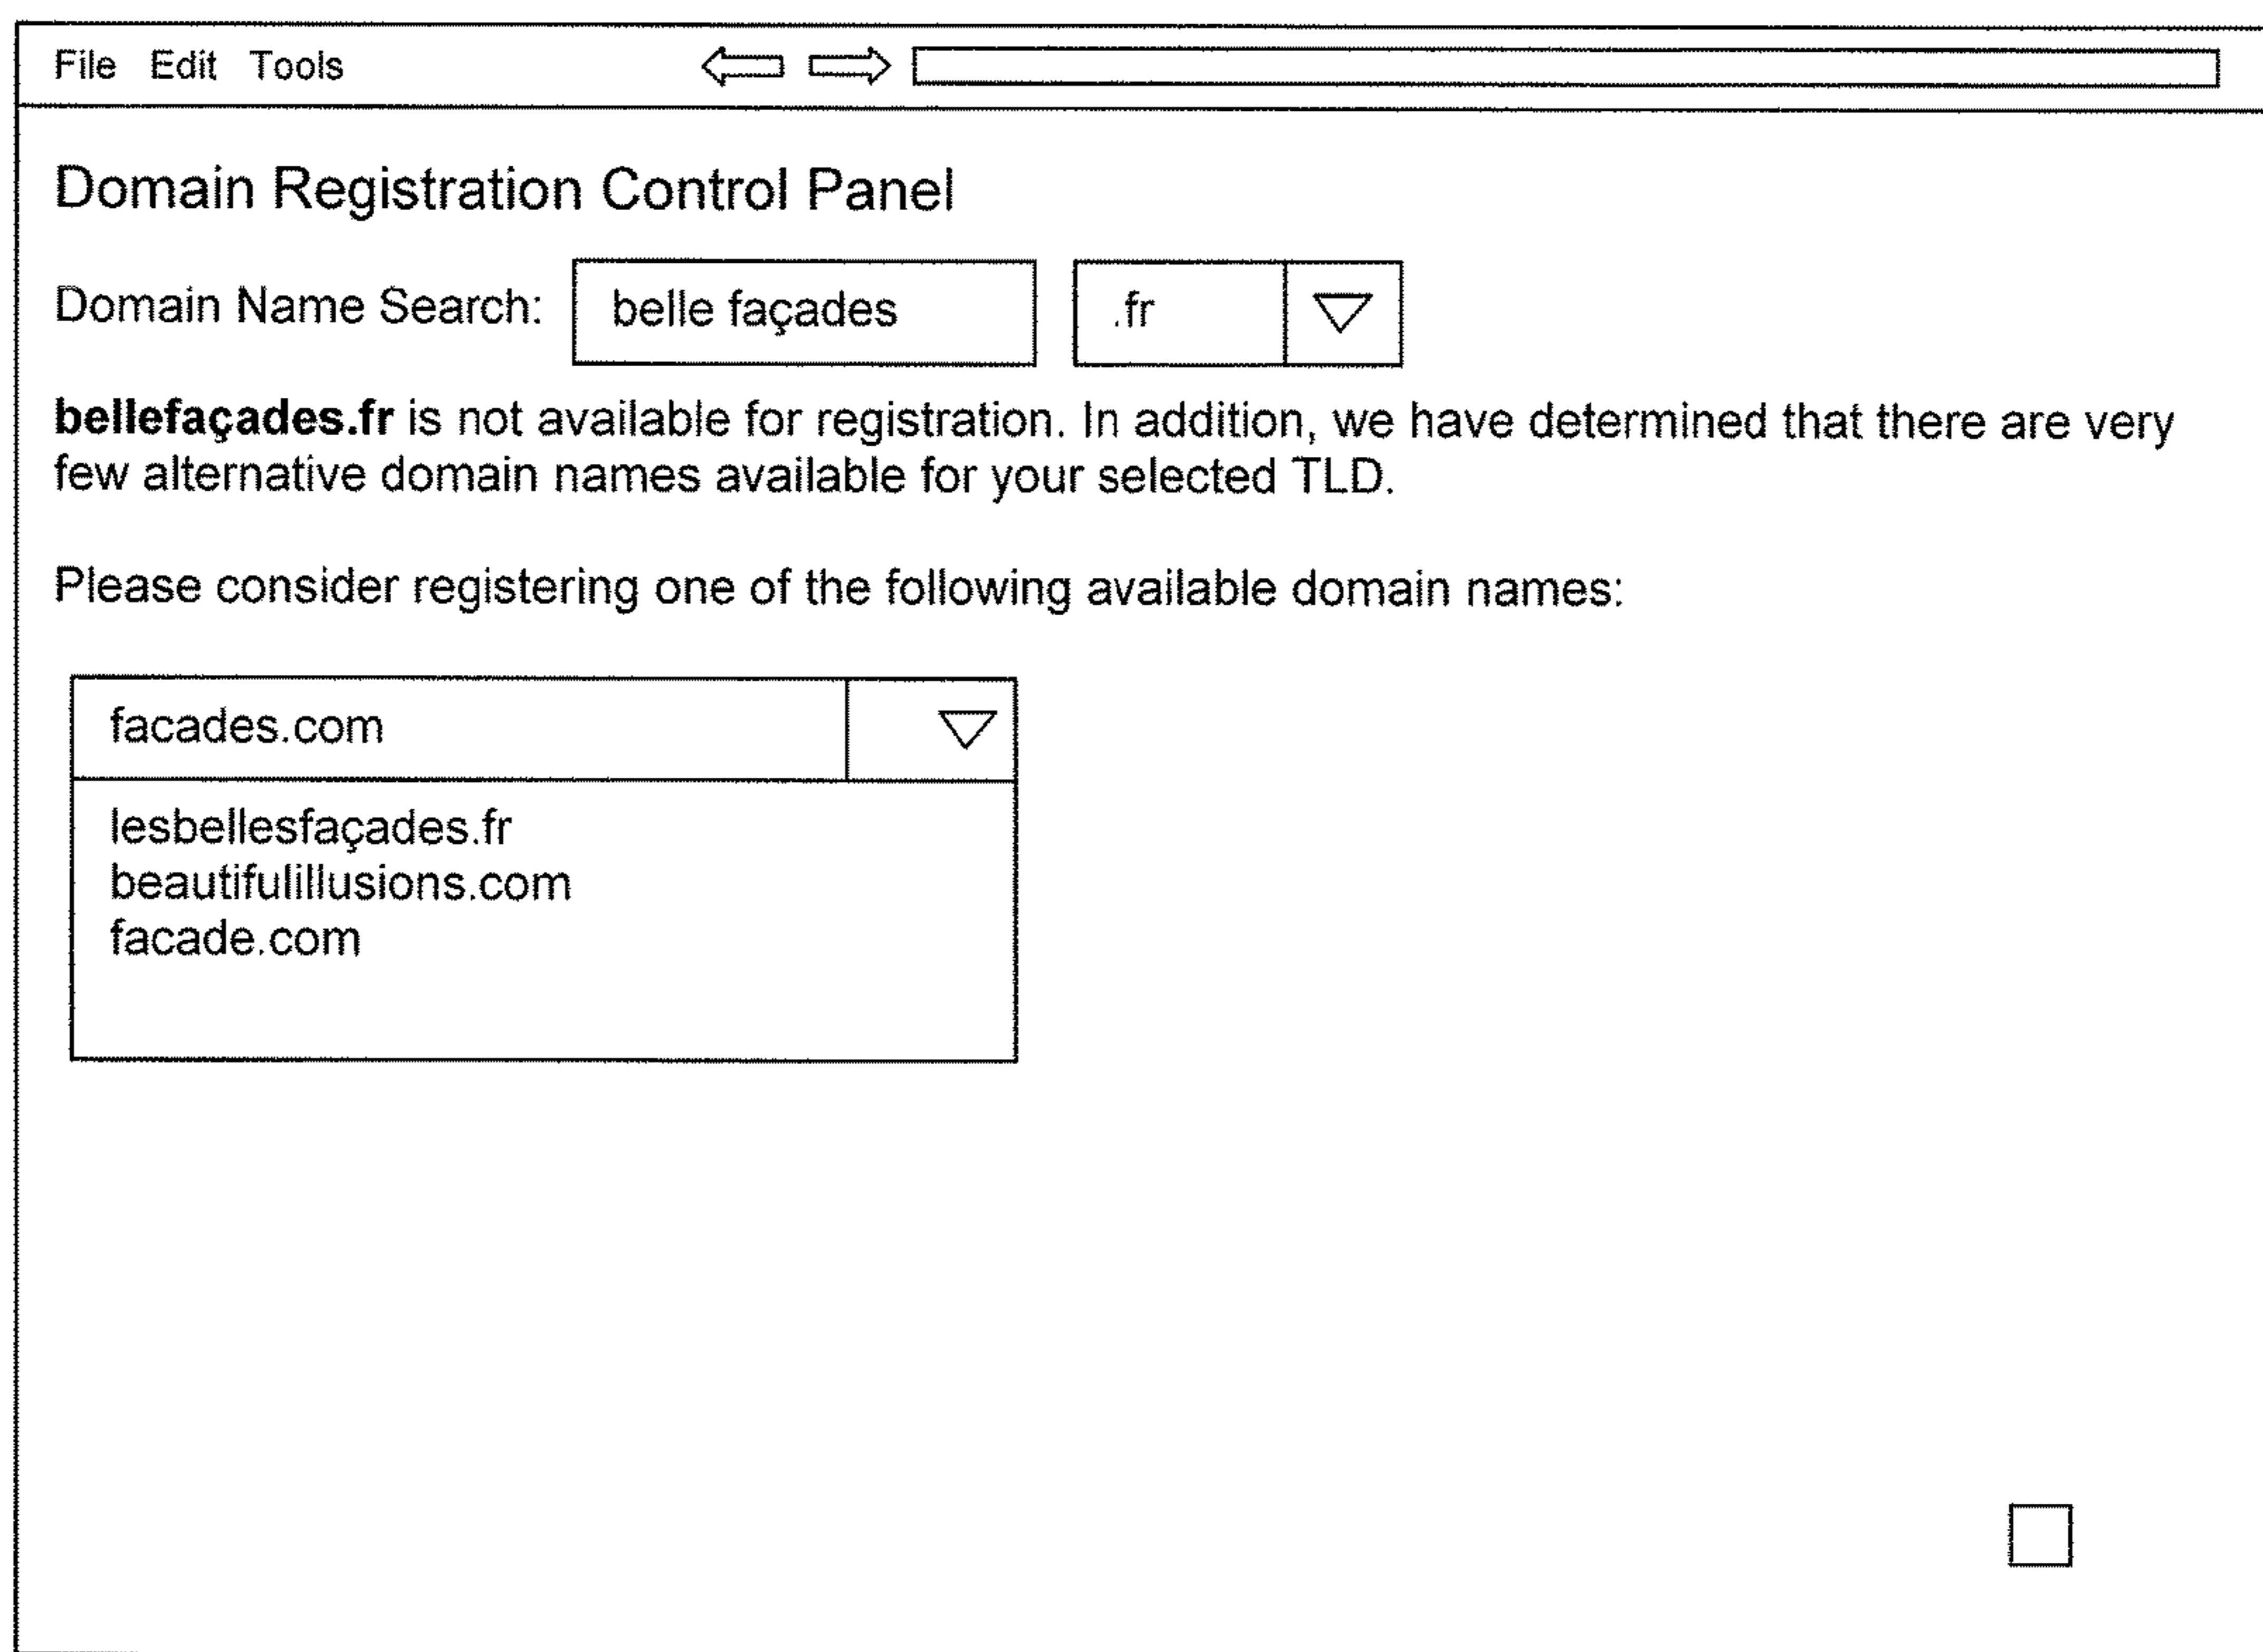 File Edit Tools
Domain Registration Control Panel
Domain Name Search: belle façades .fr
bellefaçades.fr is not available for registration. In addition, we have determined that there are very
few alternative domain names available for your selected TLD.
Please consider registering one of the following available domain names:
facades.com
lesbellesfaçades.fr
beautifulillusions.com
facade.com